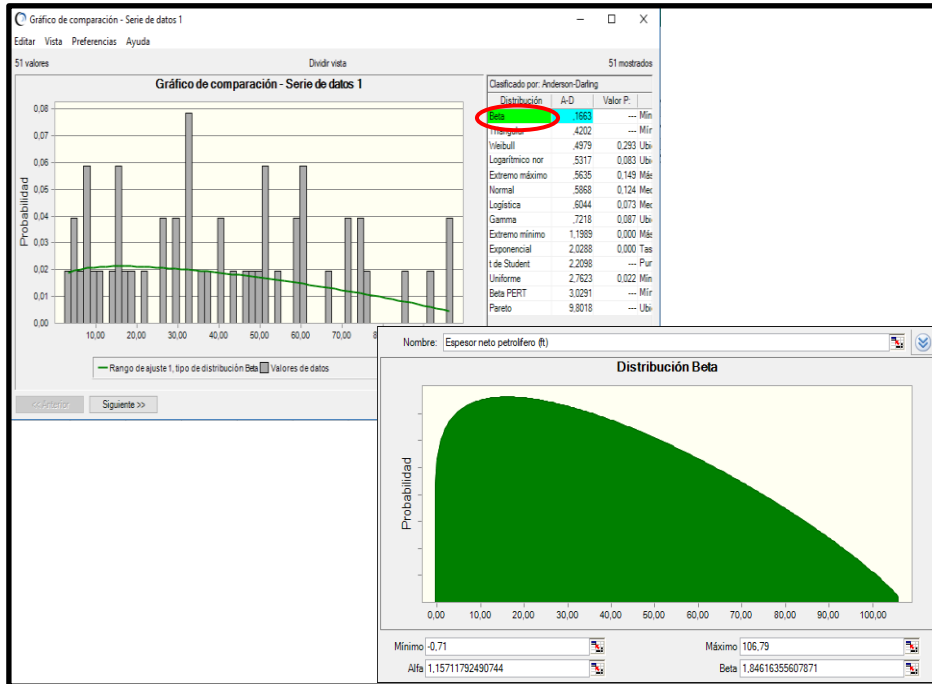 Gráfico de comparación - Serie de datos 1
Editar Vista Preferencias Ayuda
51 valores Dividir vista 51 mostrados
Gráfico de comparación - Serie de datos 1
Probabilidad
0,08
0,07
0,06
0,05
0,04
0,03
0,02
0,01
0,00
10,00 20,00 30,00 40,00 50,00 60,00 70,00
Rango de ajuste 1, tipo de distribución Beta Valores de datos
<<Anterior Siguiente >>
Clasificado por: Anderson-Darling
Distribución A-D Valor P:
Beta ,1663 --- Mín
Triangular ,4202 --- Mír
Weibull ,4979 0,293 Ubi
Logarítmico nor ,5317 0,083 Ubi
Extremo máximo ,5635 0,149 Más
Normal ,5868 0,124 Mec
Logística ,6044 0,073 Mec
Gamma ,7218 0,087 Ubi
Extremo mínimo 1,1989 0,000 Más
Exponencial 2,0288 0,000 Tas
t de Student 2,2098 --- Pur
Uniforme 2,7623 0,022 Mín
Beta PERT 3,0291 --- Mír
Pareto 9,8018 --- Ubi
Nombre: Espesor neto petrolífero (ft)
Distribución Beta
Probabilidad
0,00 10,00 20,00 30,00 40,00 50,00 60,00 70,00 80,00 90,00 100,00
Mínimo -0,71 Máximo 106,79
Alfa 1,15711792490744 Beta 1,84616355607871